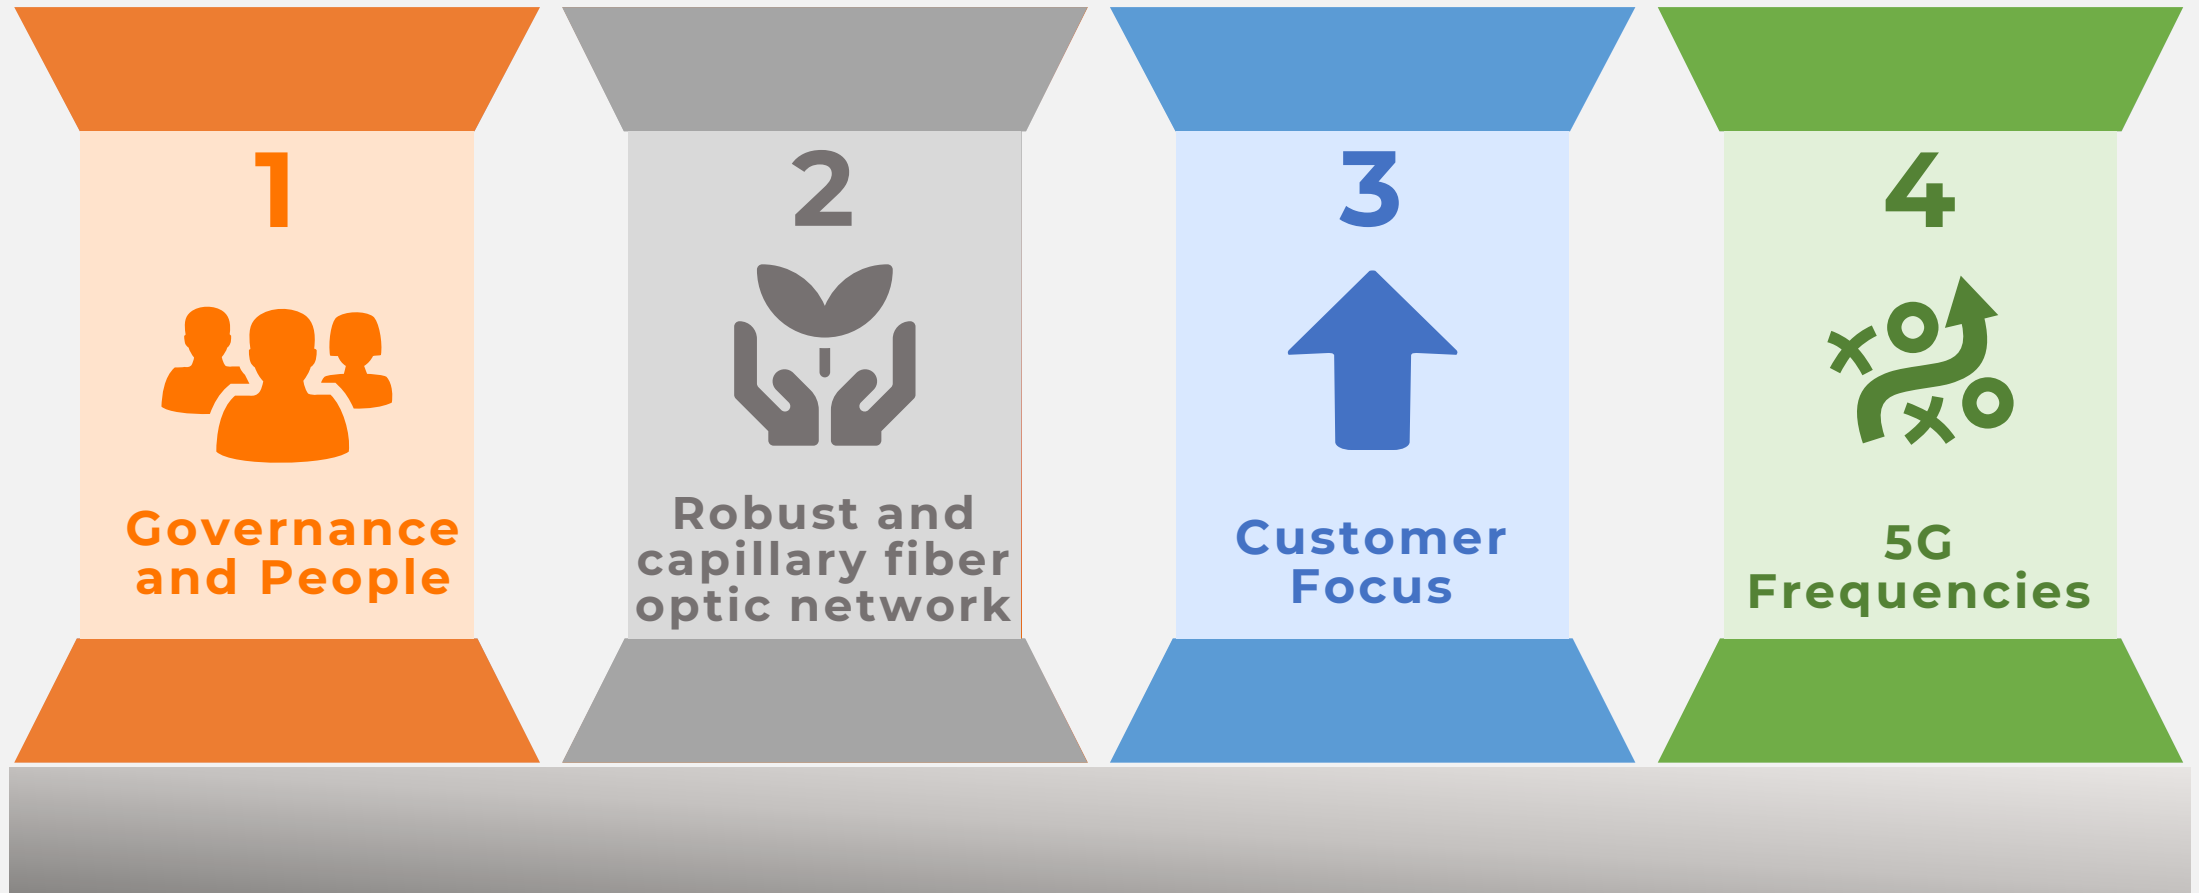 1
Governance
and People
2
Robust and
capillary fiber
optic network
3
Customer
Focus
4
5G
Frequencies